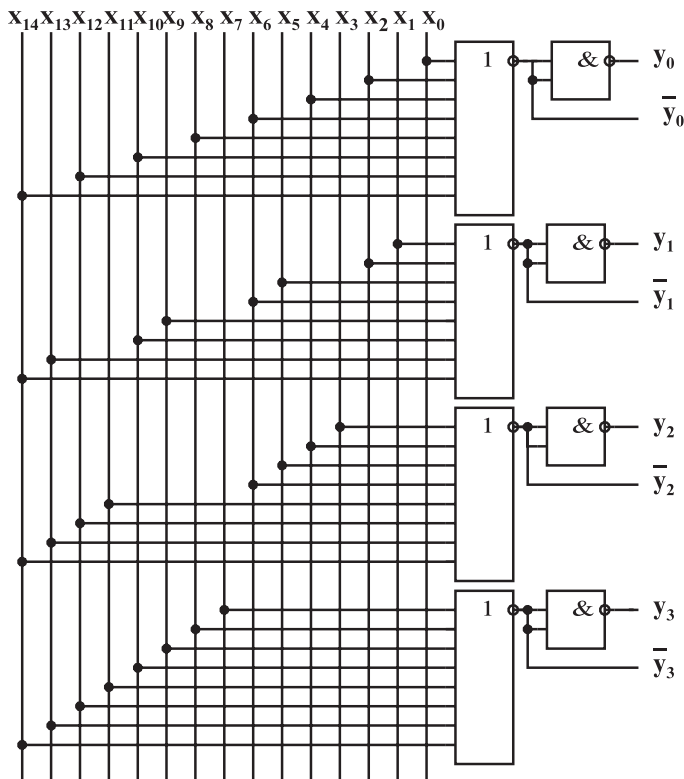 x₁₄ x₁₃ x₁₂ x₁₁ x₁₀ x₉ x₈ x₇ x₆ x₅ x₄ x₃ x₂ x₁ x₀
1 & y₀
y̅₀
1 & y₁
y̅₁
1 & y₂
y̅₂
1 & y₃
y̅₃